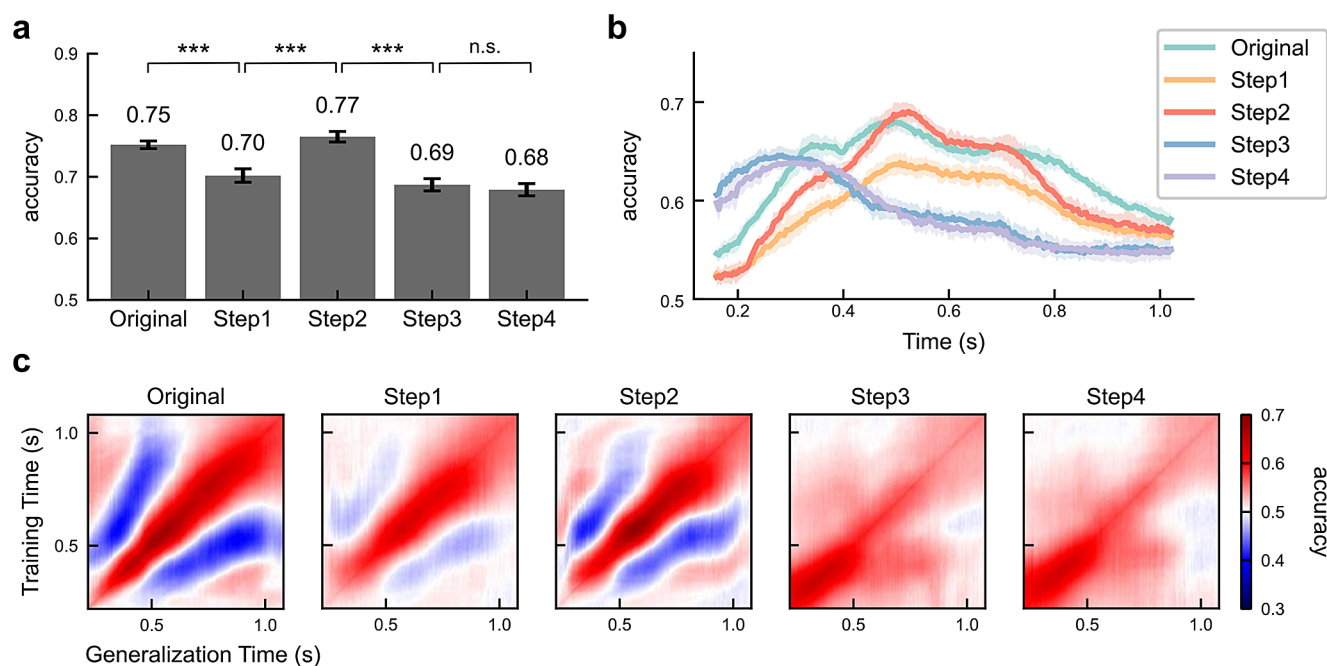 a
*** *** *** n.s.
0.9
0.8
0.7
0.6
0.5
accuracy
0.75
0.70
0.77
0.69
0.68
Original Step1 Step2 Step3 Step4
b
0.7
0.6
0.5
accuracy
0.2 0.4 0.6 0.8 1.0
Time (s)
Original
Step1
Step2
Step3
Step4
c
Original Step1 Step2 Step3 Step4
Training Time (s)
1.0
0.5
0.5 1.0 0.5 1.0 0.5 1.0 0.5 1.0 0.5 1.0
Generalization Time (s)
0.7
0.6
0.5
0.4
0.3
accuracy